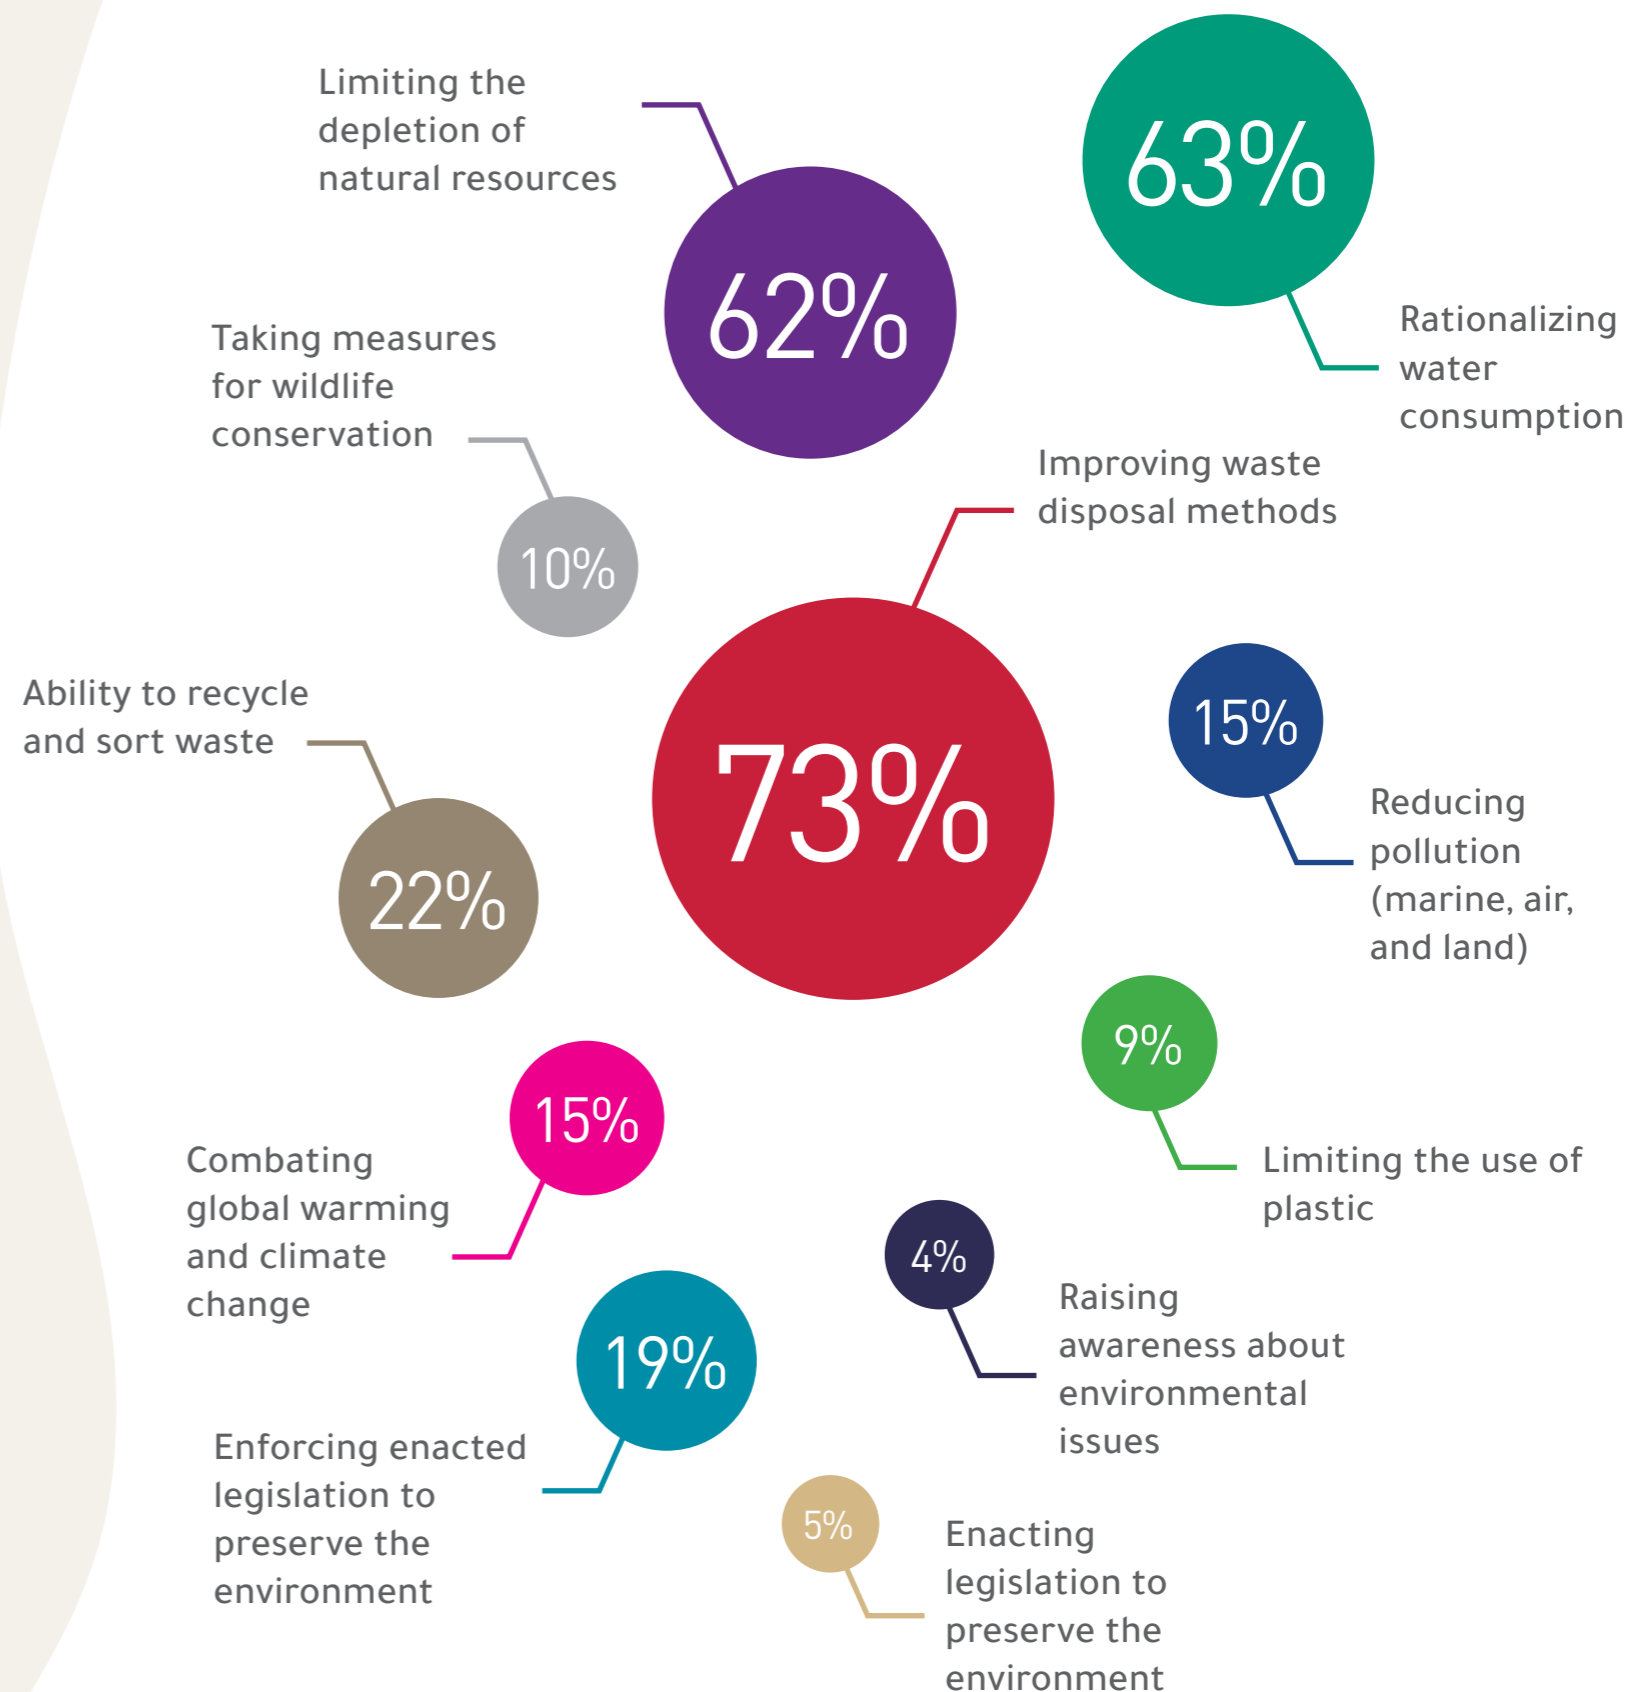 Limiting the
depletion of
natural resources
62%
63%
Rationalizing
water
consumption
Taking measures
for wildlife
conservation
10%
Improving waste
disposal methods
73%
Ability to recycle
and sort waste
22%
15%
Reducing
pollution
(marine, air,
and land)
9%
Limiting the use of
plastic
15%
Combating
global warming
and climate
change
4%
Raising
awareness about
environmental
issues
19%
Enforcing enacted
legislation to
preserve the
environment
5%
Enacting
legislation to
preserve the
environment